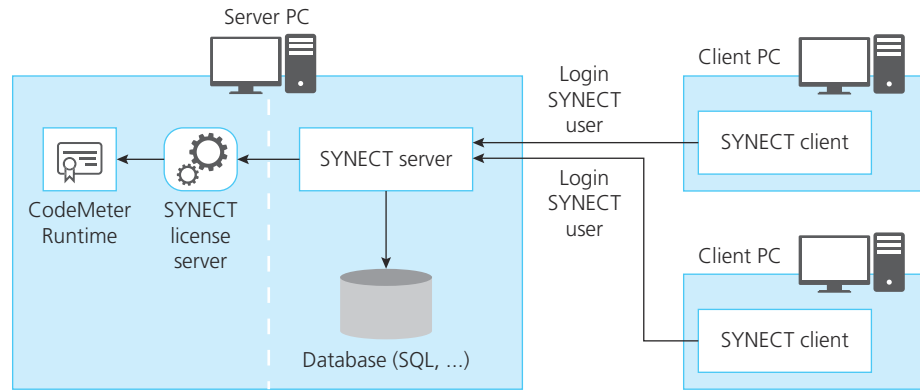 Server PC
Client PC
Login
SYNECT
user
SYNECT client
SYNECT server
CodeMeter
Runtime
SYNECT
license
server
Login
SYNECT
user
Client PC
SYNECT client
Database (SQL, ...)